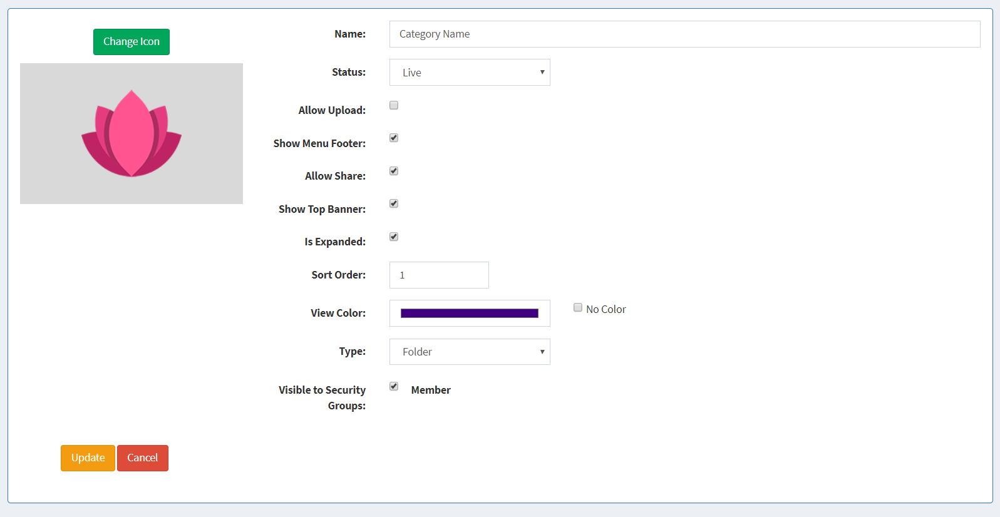 Change Icon
Name: Category Name
Status: Live
Allow Upload:
Show Menu Footer:
Allow Share:
Show Top Banner:
Is Expanded:
Sort Order: 1
View Color: No Color
Type: Folder
Visible to Security Member
Groups:
Update Cancel